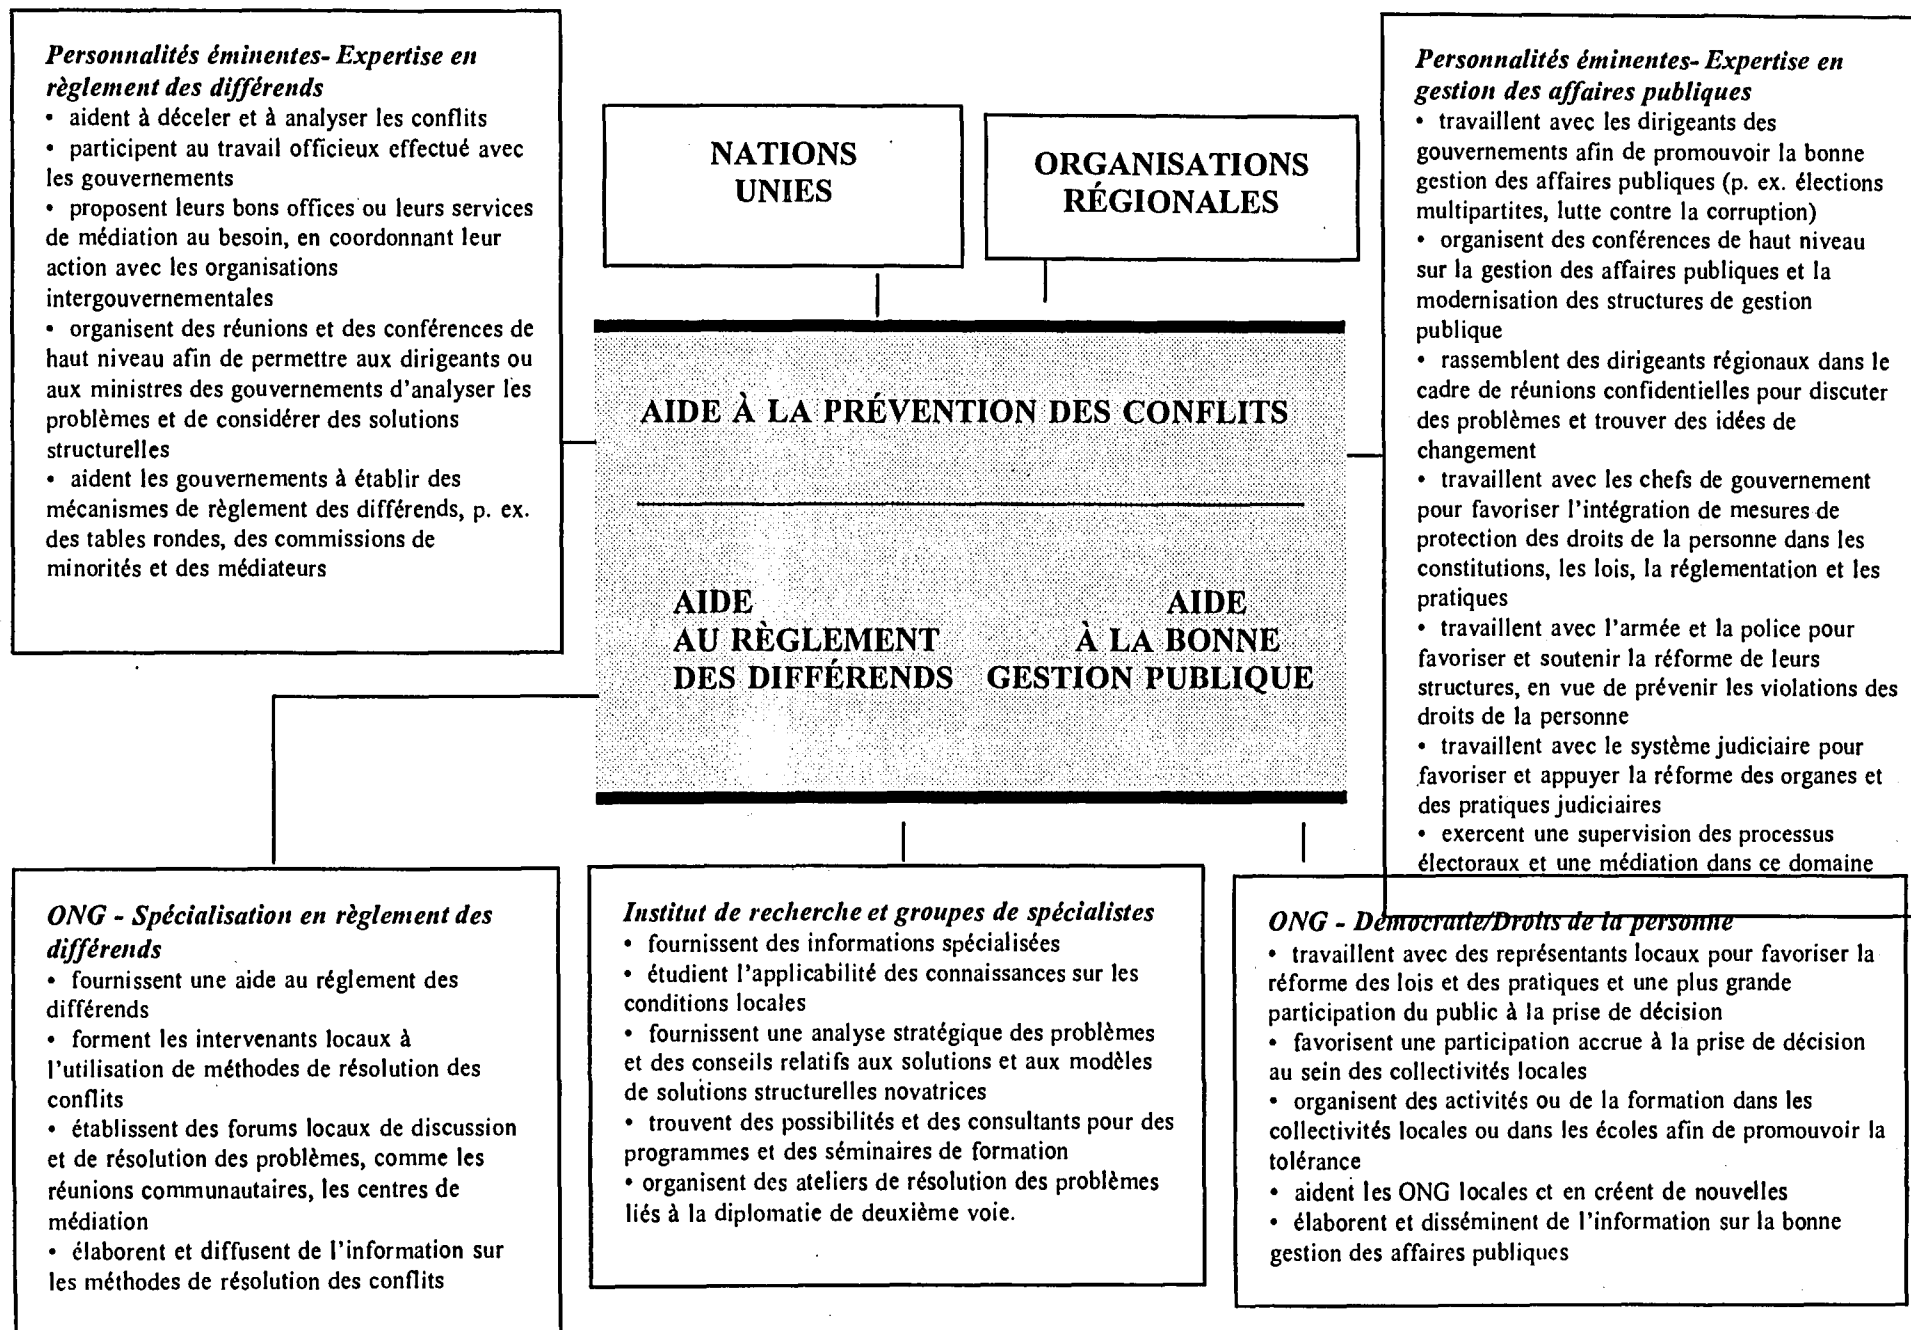 Personnalités éminentes- Expertise en
règlement des différends
• aident à déceler et à analyser les conflits
• participent au travail officieux effectué avec
les gouvernements
• proposent leurs bons offices ou leurs services
de médiation au besoin, en coordonnant leur
action avec les organisations
intergouvernementales
• organisent des réunions et des conférences de
haut niveau afin de permettre aux dirigeants ou
aux ministres des gouvernements d'analyser les
problèmes et de considérer des solutions
structurelles
• aident les gouvernements à établir des
mécanismes de règlement des différends, p. ex.
des tables rondes, des commissions de
minorités et des médiateurs
NATIONS
UNIES
ORGANISATIONS
RÉGIONALES
Personnalités éminentes- Expertise en
gestion des affaires publiques
• travaillent avec les dirigeants des
gouvernements afin de promouvoir la bonne
gestion des affaires publiques (p. ex. élections
multipartites, lutte contre la corruption)
• organisent des conférences de haut niveau
sur la gestion des affaires publiques et la
modernisation des structures de gestion
publique
• rassemblent des dirigeants régionaux dans le
cadre de réunions confidentielles pour discuter
des problèmes et trouver des idées de
changement
• travaillent avec les chefs de gouvernement
pour favoriser l'intégration de mesures de
protection des droits de la personne dans les
constitutions, les lois, la réglementation et les
pratiques
• travaillent avec l'armée et la police pour
favoriser et soutenir la réforme de leurs
structures, en vue de prévenir les violations des
droits de la personne
• travaillent avec le système judiciaire pour
favoriser et appuyer la réforme des organes et
des pratiques judiciaires
• exercent une supervision des processus
électoraux et une médiation dans ce domaine
AIDE À LA PRÉVENTION DES CONFLITS
AIDE
AU RÈGLEMENT
DES DIFFÉRENDS
AIDE
À LA BONNE
GESTION PUBLIQUE
ONG - Spécialisation en règlement des
différends
• fournissent une aide au réglement des
différends
• forment les intervenants locaux à
l'utilisation de méthodes de résolution des
conflits
• établissent des forums locaux de discussion
et de résolution des problèmes, comme les
réunions communautaires, les centres de
médiation
• élaborent et diffusent de l'information sur
les méthodes de résolution des conflits
Institut de recherche et groupes de spécialistes
• fournissent des informations spécialisées
• étudient l'applicabilité des connaissances sur les
conditions locales
• fournissent une analyse stratégique des problèmes
et des conseils relatifs aux solutions et aux modèles
de solutions structurelles novatrices
• trouvent des possibilités et des consultants pour des
programmes et des séminaires de formation
• organisent des ateliers de résolution des problèmes
liés à la diplomatie de deuxième voie.
ONG - Démocratie/Droits de la personne
• travaillent avec des représentants locaux pour favoriser la
réforme des lois et des pratiques et une plus grande
participation du public à la prise de décision
• favorisent une participation accrue à la prise de décision
au sein des collectivités locales
• organisent des activités ou de la formation dans les
collectivités locales ou dans les écoles afin de promouvoir la
tolérance
• aident les ONG locales et en créent de nouvelles
• élaborent et disséminent de l'information sur la bonne
gestion des affaires publiques